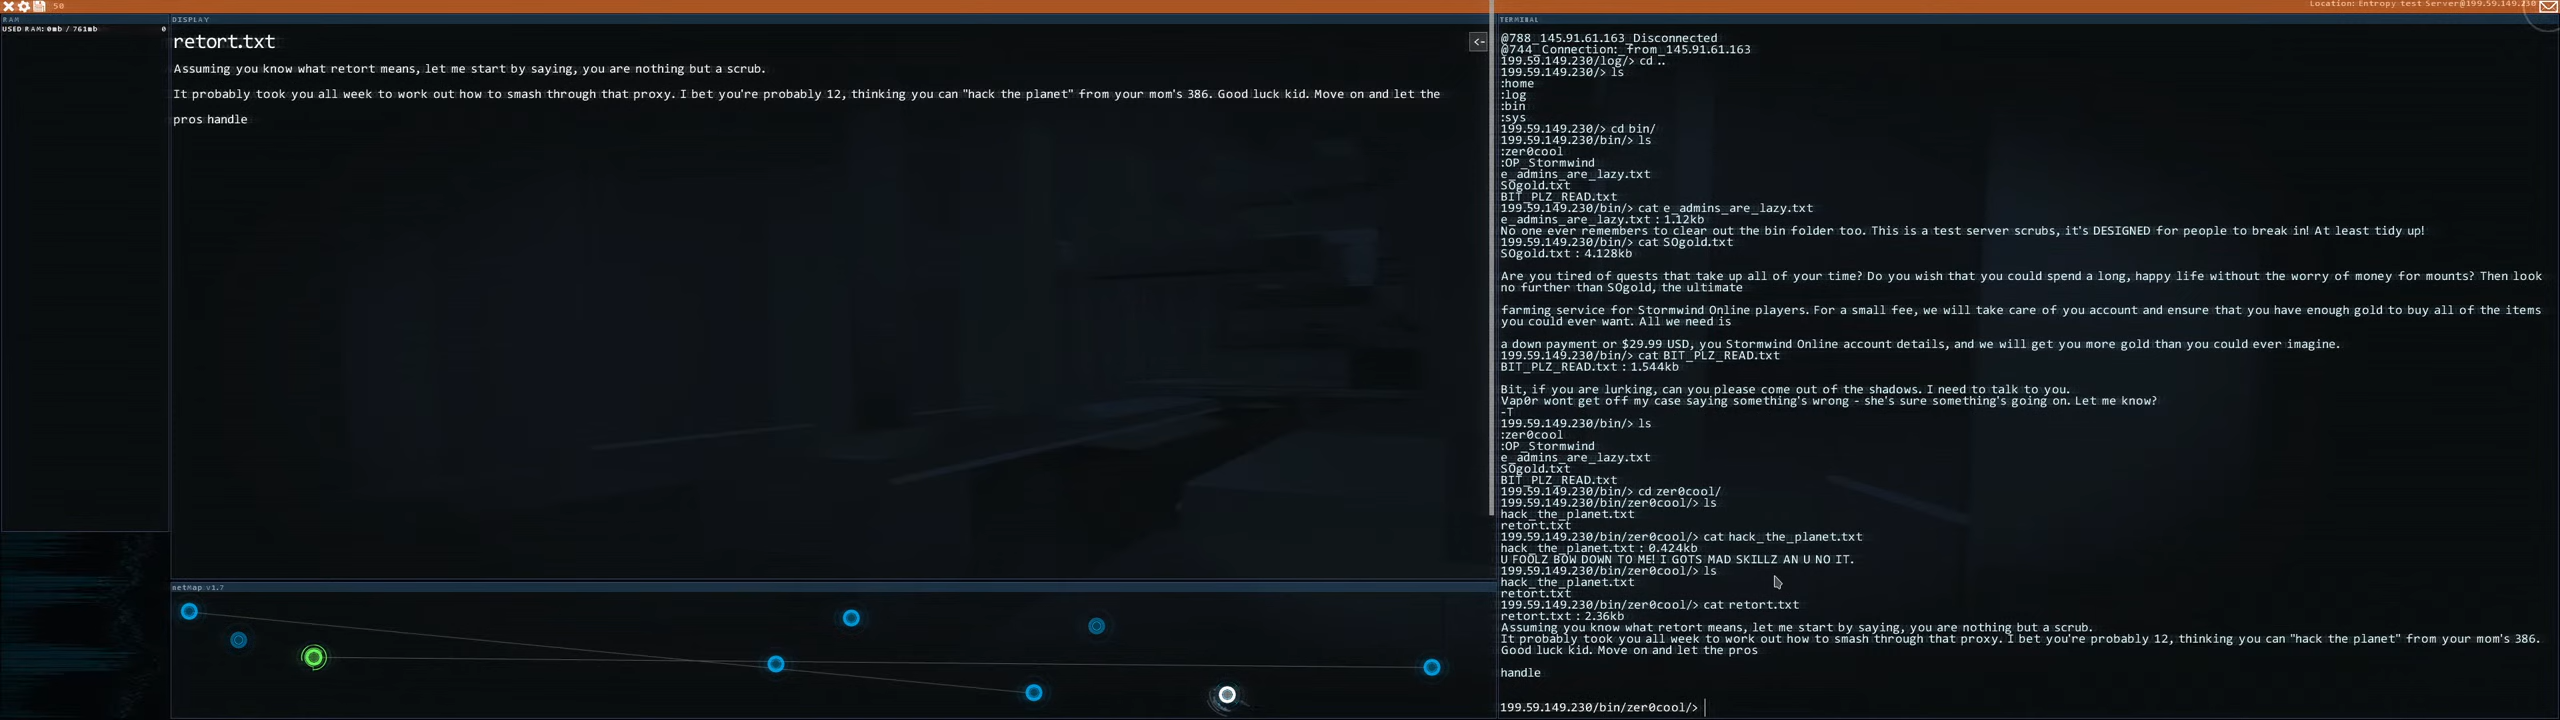 50
Location: Entropy test Server@199.59.149.230
RAM
USED RAM: 0mb / 761mb
0
DISPLAY
retort.txt
<-
Assuming you know what retort means, let me start by saying, you are nothing but a scrub.
It probably took you all week to work out how to smash through that proxy. I bet you're probably 12, thinking you can "hack the planet" from your mom's 386. Good luck kid. Move on and let the
pros handle
netMap v1.7
TERMINAL
@788_145.91.61.163_Disconnected
@744_Connection:_from_145.91.61.163
199.59.149.230/log/> cd ..
199.59.149.230/> ls
:home
:log
:bin
:sys
199.59.149.230/> cd bin/
199.59.149.230/bin/> ls
:zer0cool
:OP_Stormwind
e_admins_are_lazy.txt
SOgold.txt
BIT_PLZ_READ.txt
199.59.149.230/bin/> cat e_admins_are_lazy.txt
e_admins_are_lazy.txt : 1.12kb
No one ever remembers to clear out the bin folder too. This is a test server scrubs, it's DESIGNED for people to break in! At least tidy up!
199.59.149.230/bin/> cat SOgold.txt
SOgold.txt : 4.128kb
Are you tired of quests that take up all of your time? Do you wish that you could spend a long, happy life without the worry of money for mounts? Then look
no further than SOgold, the ultimate
farming service for Stormwind Online players. For a small fee, we will take care of you account and ensure that you have enough gold to buy all of the items
you could ever want. All we need is
a down payment or $29.99 USD, you Stormwind Online account details, and we will get you more gold than you could ever imagine.
199.59.149.230/bin/> cat BIT_PLZ_READ.txt
BIT_PLZ_READ.txt : 1.544kb
Bit, if you are lurking, can you please come out of the shadows. I need to talk to you.
Vap0r wont get off my case saying something's wrong - she's sure something's going on. Let me know?
-T
199.59.149.230/bin/> ls
:zer0cool
:OP_Stormwind
e_admins_are_lazy.txt
SOgold.txt
BIT_PLZ_READ.txt
199.59.149.230/bin/> cd zer0cool/
199.59.149.230/bin/zer0cool/> ls
hack_the_planet.txt
retort.txt
199.59.149.230/bin/zer0cool/> cat hack_the_planet.txt
hack_the_planet.txt : 0.424kb
U FOOLZ BOW DOWN TO ME! I GOTS MAD SKILLZ AN U NO IT.
199.59.149.230/bin/zer0cool/> ls
hack_the_planet.txt
retort.txt
199.59.149.230/bin/zer0cool/> cat retort.txt
retort.txt : 2.36kb
Assuming you know what retort means, let me start by saying, you are nothing but a scrub.
It probably took you all week to work out how to smash through that proxy. I bet you're probably 12, thinking you can "hack the planet" from your mom's 386.
Good luck kid. Move on and let the pros
handle
199.59.149.230/bin/zer0cool/>